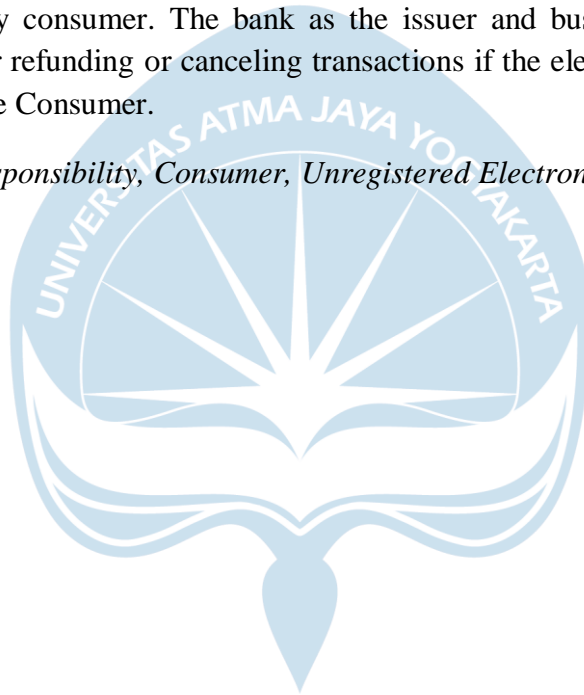 y consumer. The bank as the issuer and bus
r refunding or canceling transactions if the ele
e Consumer.
ponsibility, Consumer, Unregistered Electron
UNIVERSITAS ATMA JAYA YOGYAKARTA